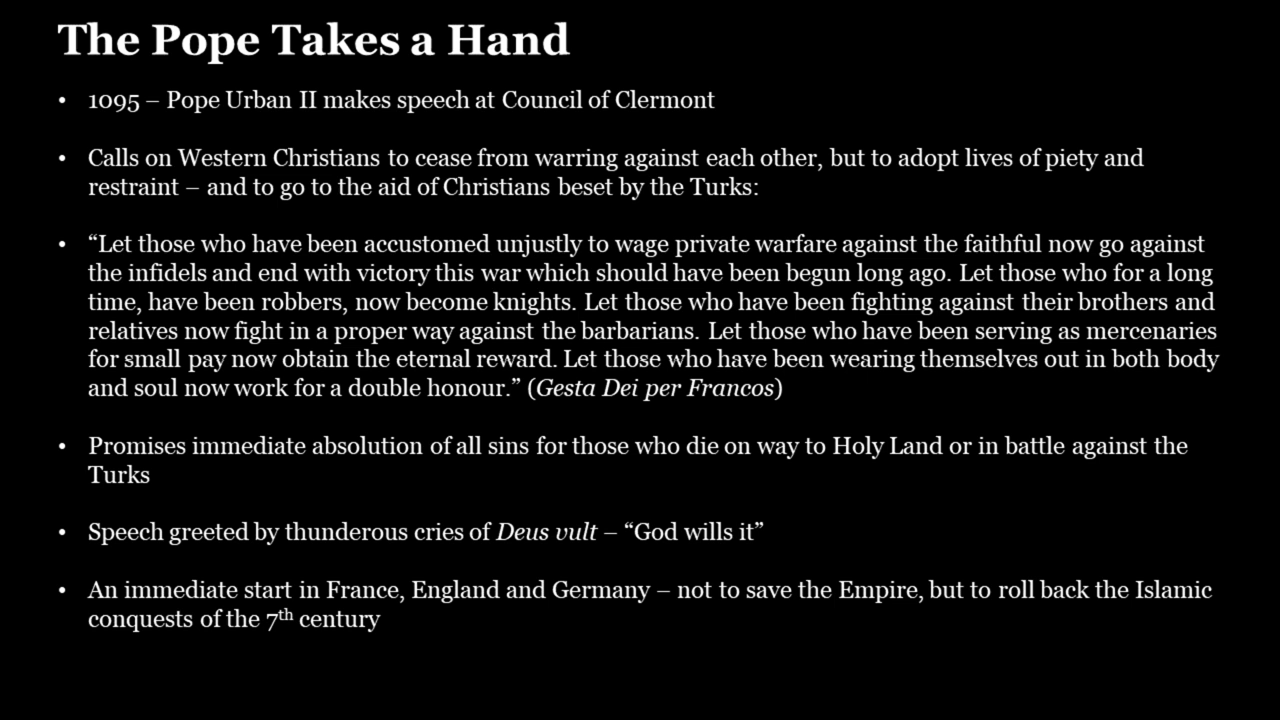 The Pope Takes a Hand
• 1095 – Pope Urban II makes speech at Council of Clermont
• Calls on Western Christians to cease from warring against each other, but to adopt lives of piety and
restraint – and to go to the aid of Christians beset by the Turks:
• “Let those who have been accustomed unjustly to wage private warfare against the faithful now go against
the infidels and end with victory this war which should have been begun long ago. Let those who for a long
time, have been robbers, now become knights. Let those who have been fighting against their brothers and
relatives now fight in a proper way against the barbarians. Let those who have been serving as mercenaries
for small pay now obtain the eternal reward. Let those who have been wearing themselves out in both body
and soul now work for a double honour.” (Gesta Dei per Francos)
• Promises immediate absolution of all sins for those who die on way to Holy Land or in battle against the
Turks
• Speech greeted by thunderous cries of Deus vult – “God wills it”
• An immediate start in France, England and Germany – not to save the Empire, but to roll back the Islamic
conquests of the 7th century